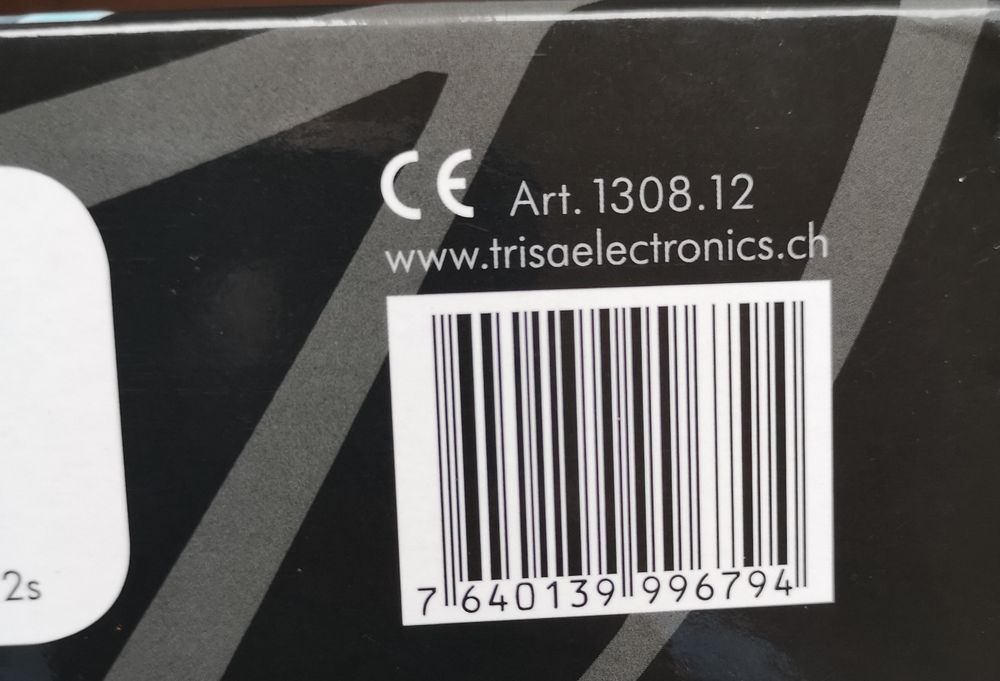 CE Art. 1308.12
www.trisaelectronics.ch
7 640139 996794
2s